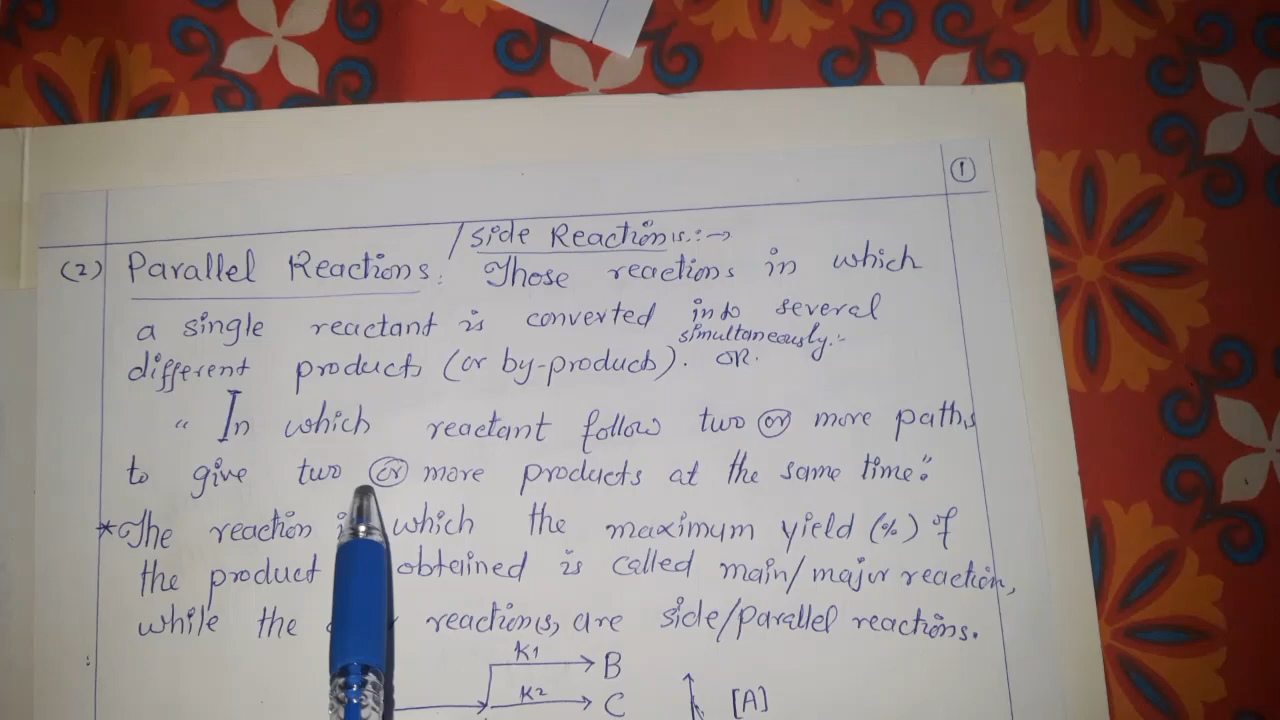 ①
/Side Reaction,s.:→
(2) Parallel Reactions: Those reactions in which
a single reactant is converted into several
simultaneously:-
different products (or by-products). OR.
" In which reactant follow two or more paths
to give two or more products at the same time."
*The reaction which the maximum yield (%) of
the product obtained is called main/major reaction,
while the reaction(s) are side/parallel reactions.
K1 → B
K2 → C
[A]